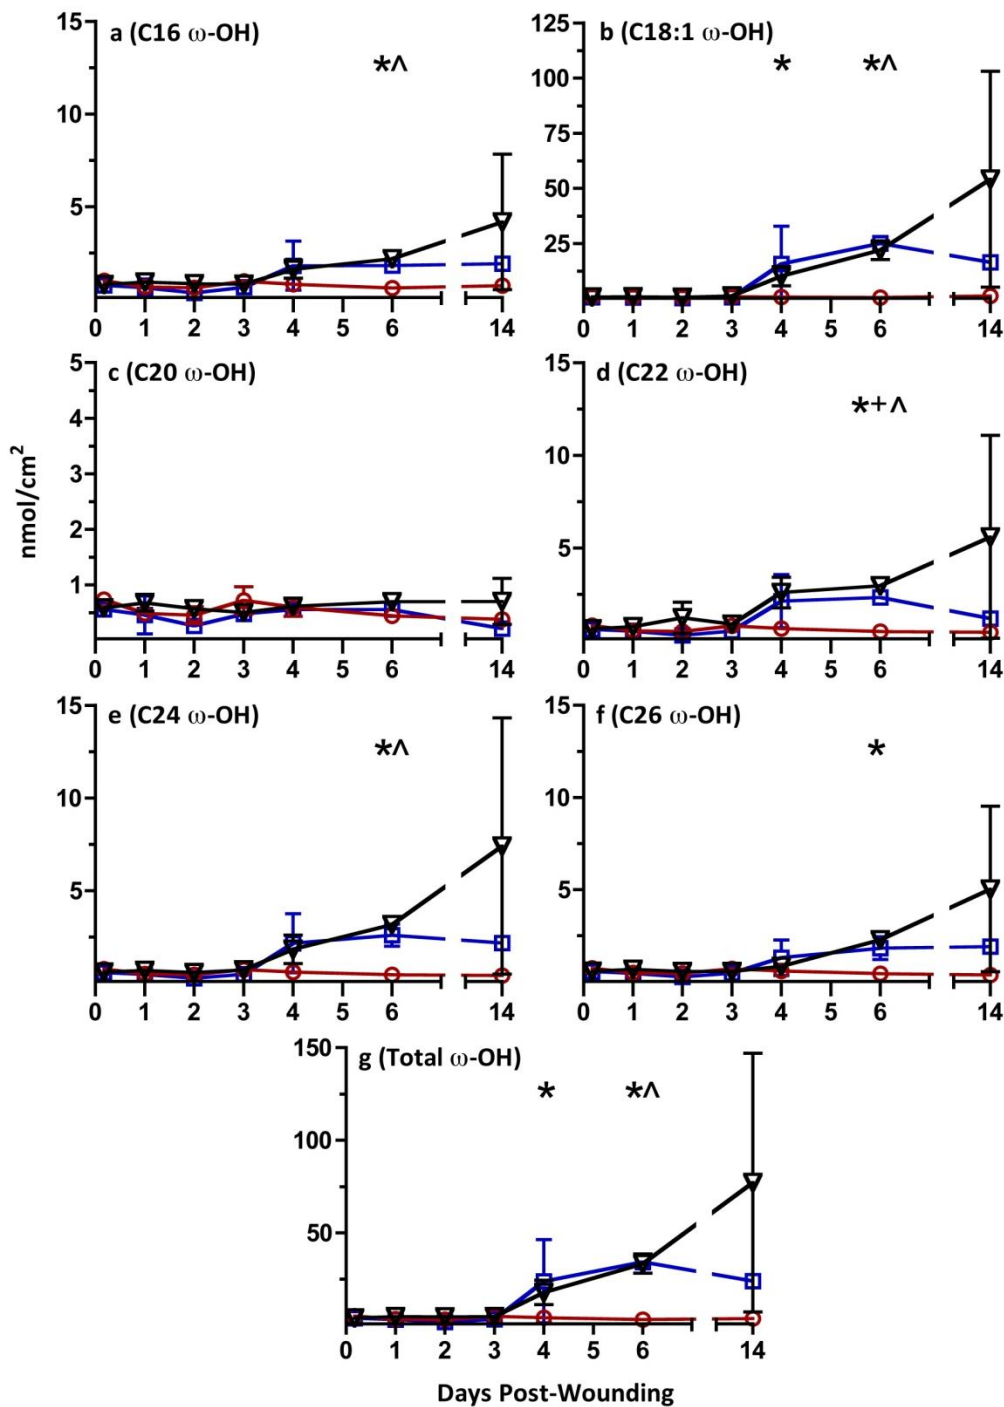 a (C16 ω-OH)
*^
15
10
5
0 1 2 3 4 5 6 14
b (C18:1 ω-OH)
* *^
125
100
75
50
25
0 1 2 3 4 5 6 14
c (C20 ω-OH)
5
4
3
2
1
0 1 2 3 4 5 6 14
d (C22 ω-OH)
*+^
15
10
5
0 1 2 3 4 5 6 14
nmol/cm²
e (C24 ω-OH)
*^
15
10
5
0 1 2 3 4 5 6 14
f (C26 ω-OH)
*
15
10
5
0 1 2 3 4 5 6 14
g (Total ω-OH)
* *^
150
100
50
0 1 2 3 4 5 6 14
Days Post-Wounding